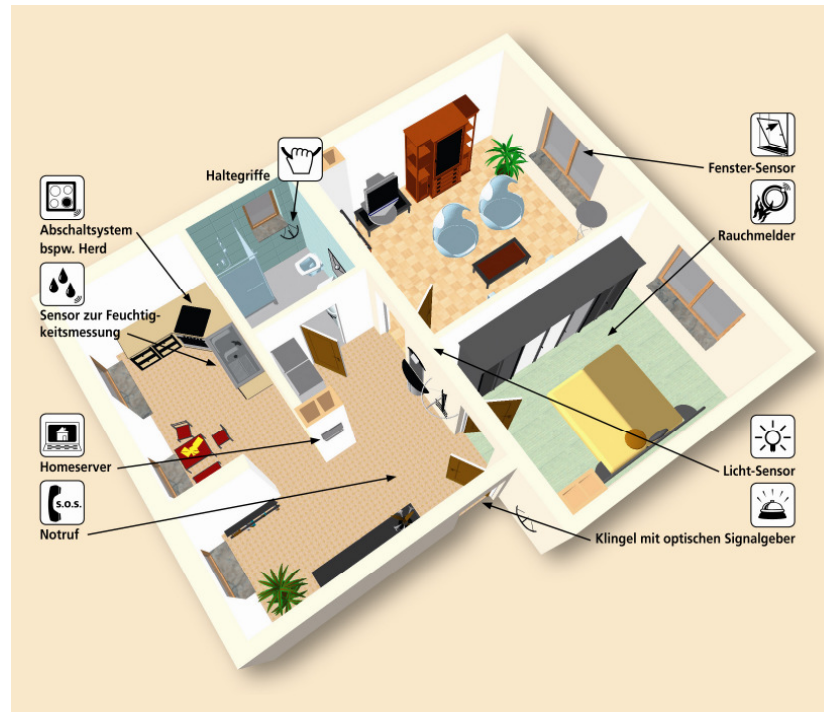 Haltegriffe
Abschaltsystem
bspw. Herd
Sensor zur Feuchtig-
keitsmessung
Homeserver
S.O.S.
Notruf
Fenster-Sensor
Rauchmelder
Licht-Sensor
Klingel mit optischen Signalgeber